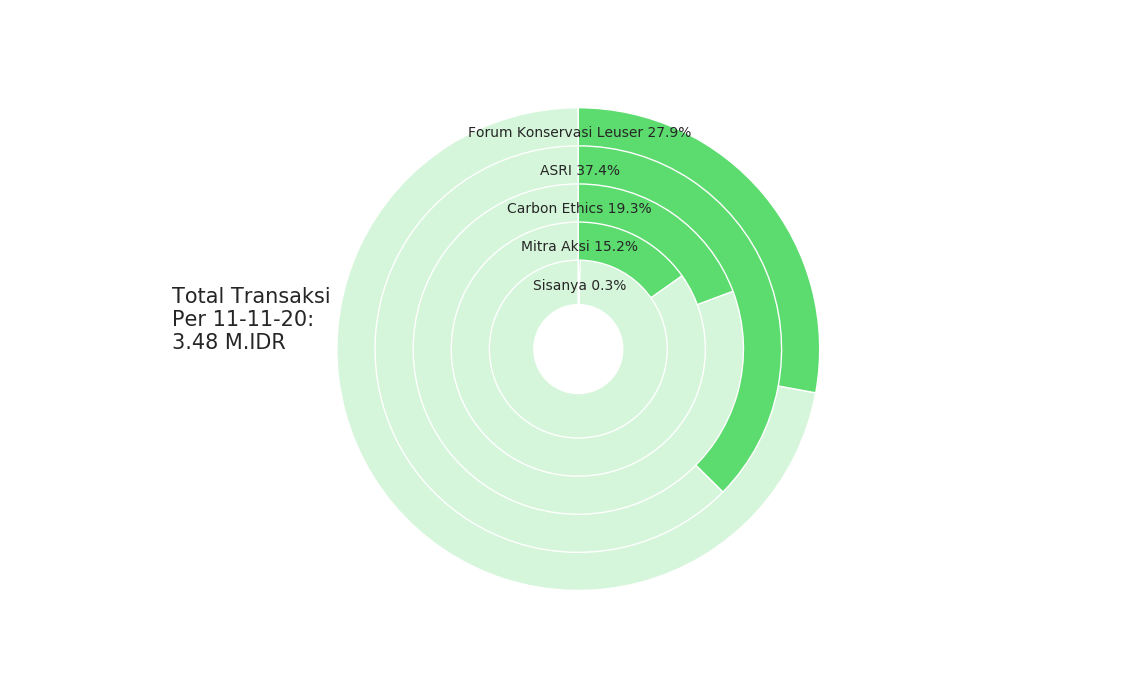 Forum Konservasi Leuser 27.9%
ASRI 37.4%
Carbon Ethics 19.3%
Mitra Aksi 15.2%
Sisanya 0.3%
Total Transaksi
Per 11-11-20:
3.48 M.IDR